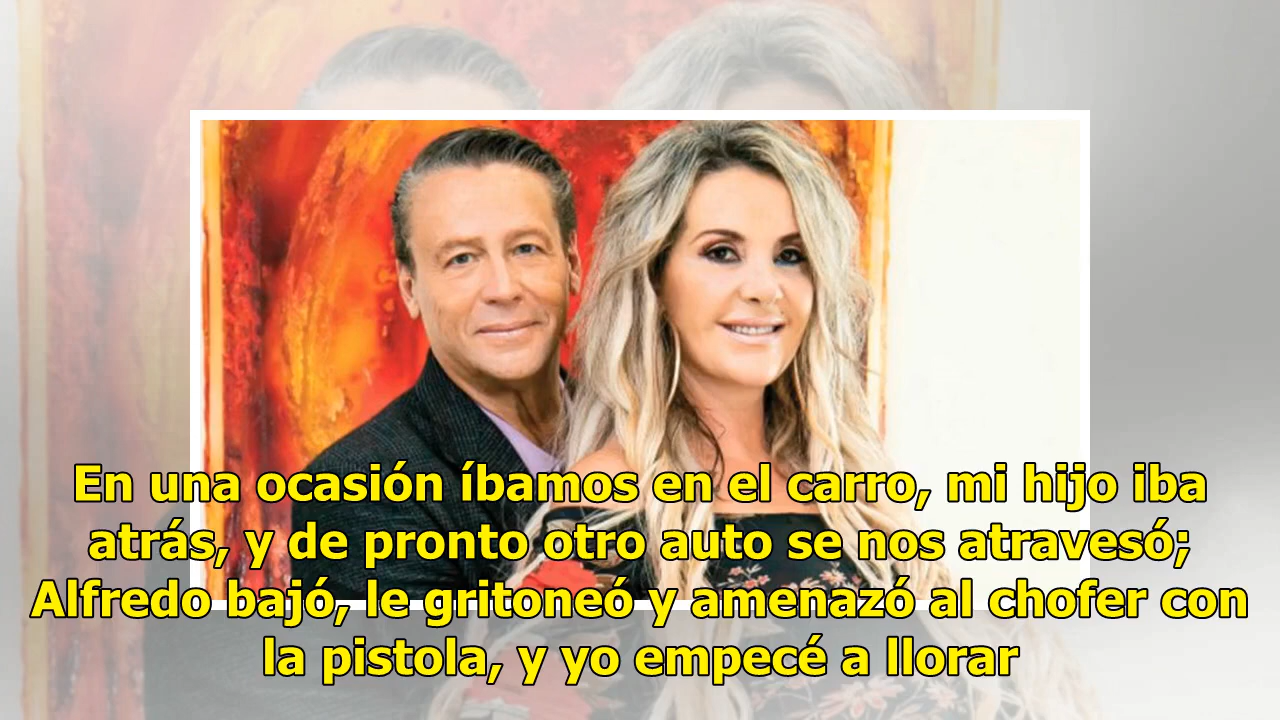 En una ocasión íbamos en el carro, mi hijo iba
atrás, y de pronto otro auto se nos atravesó;
Alfredo bajó, le gritoneó y amenazó al chofer con
la pistola, y yo empecé a llorar